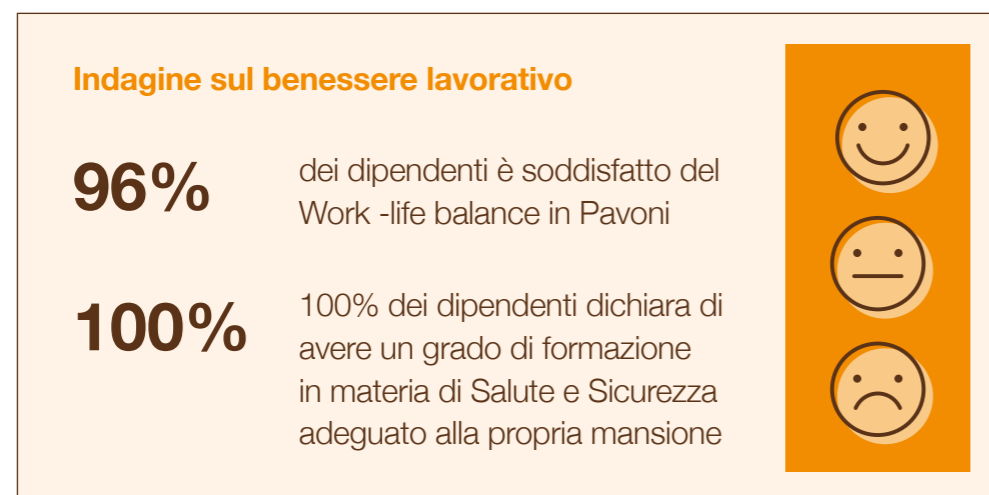 Indagine sul benessere lavorativo
96%
dei dipendenti è soddisfatto del
Work -life balance in Pavoni
100%
100% dei dipendenti dichiara di
avere un grado di formazione
in materia di Salute e Sicurezza
adeguato alla propria mansione